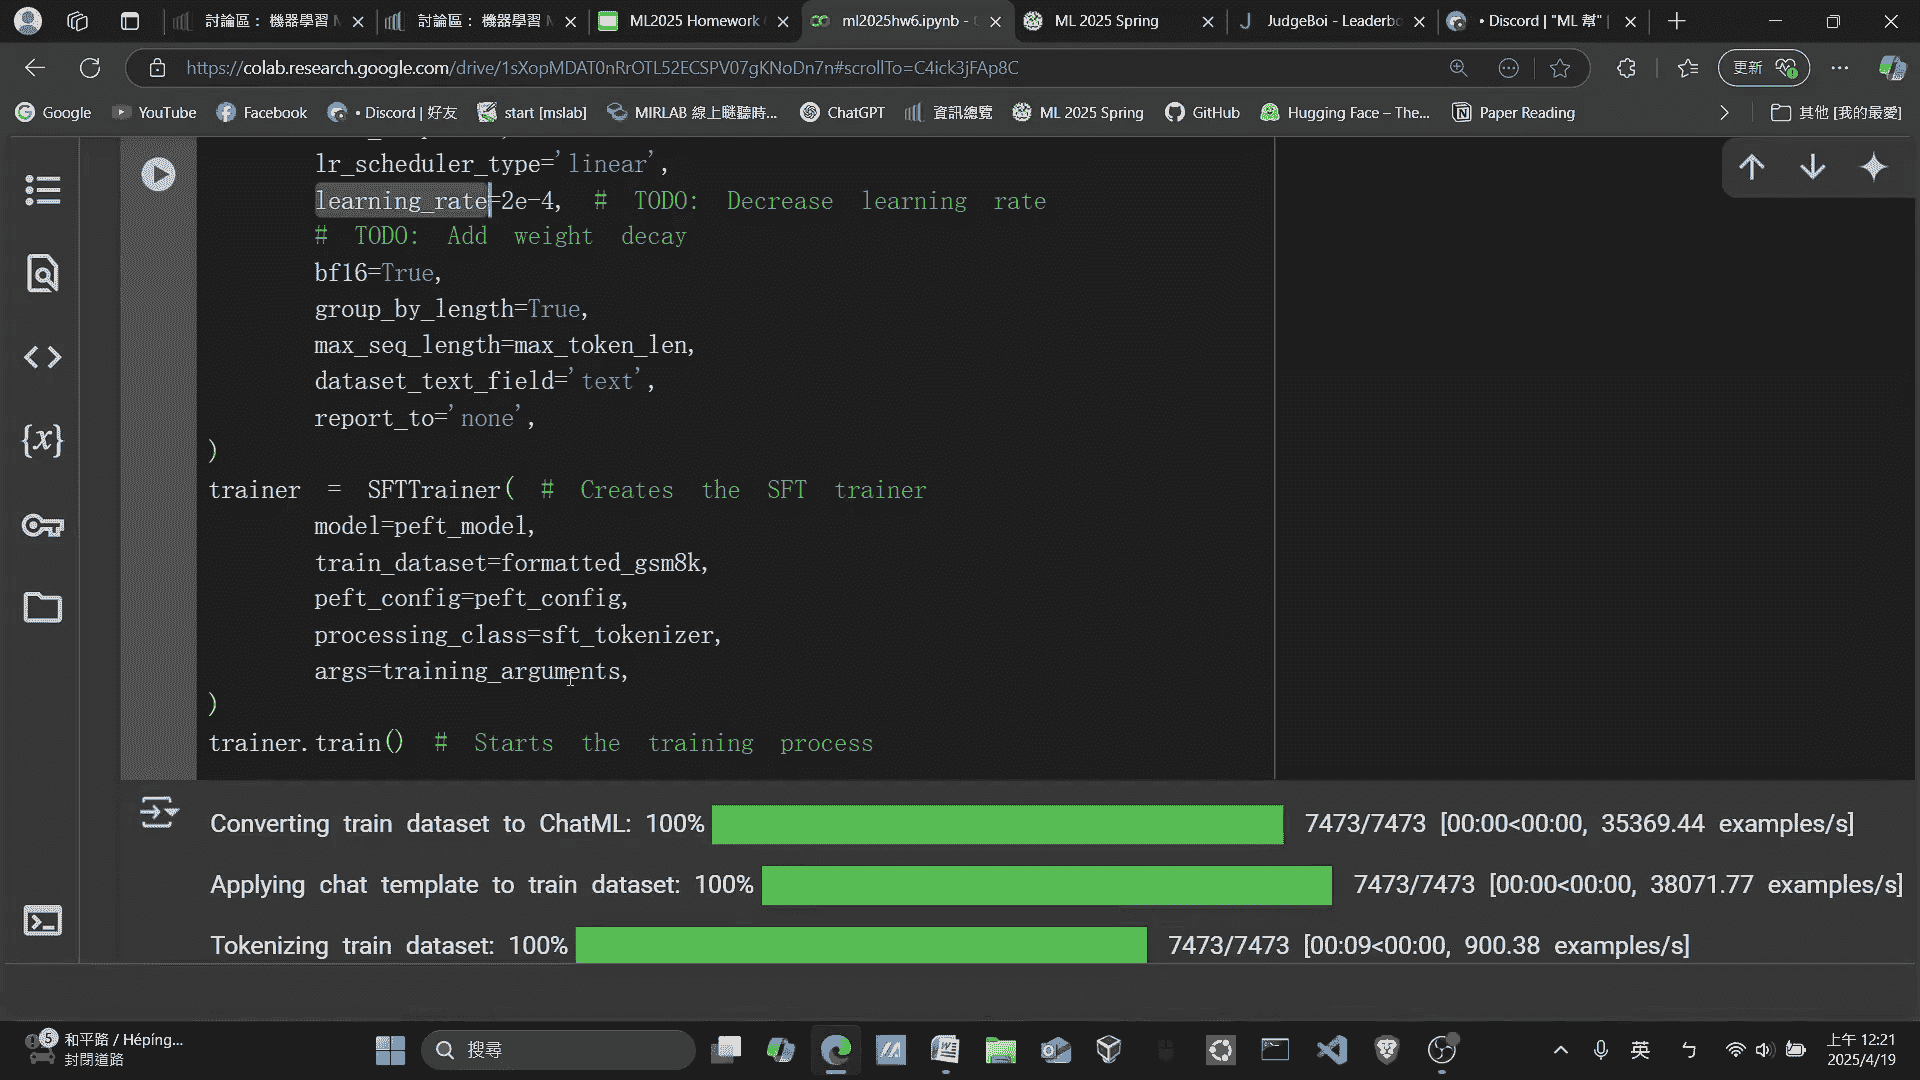 討論區： 機器學習 M
討論區： 機器學習 M
ML2025 Homework
ml2025hw6.ipynb -
ML 2025 Spring
JudgeBoi - Leaderbo
• Discord | "ML 幫" |
https://colab.research.google.com/drive/1sXopMDAT0nRrOTL52ECSPV07gKNoDn7n#scrollTo=C4ick3jFAp8C
更新
Google
YouTube
Facebook
• Discord | 好友
start [mslab]
MIRLAB 線上瞇聽時...
ChatGPT
資訊總覽
ML 2025 Spring
GitHub
Hugging Face – The...
Paper Reading
其他 [我的最愛]
lr_scheduler_type='linear',
learning_rate=2e-4, # TODO: Decrease learning rate
# TODO: Add weight decay
bf16=True,
group_by_length=True,
max_seq_length=max_token_len,
dataset_text_field='text',
report_to='none',
)
trainer = SFTTrainer( # Creates the SFT trainer
model=peft_model,
train_dataset=formatted_gsm8k,
peft_config=peft_config,
processing_class=sft_tokenizer,
args=training_arguments,
)
trainer.train() # Starts the training process
Converting train dataset to ChatML: 100% 7473/7473 [00:00<00:00, 35369.44 examples/s]
Applying chat template to train dataset: 100% 7473/7473 [00:00<00:00, 38071.77 examples/s]
Tokenizing train dataset: 100% 7473/7473 [00:09<00:00, 900.38 examples/s]
5
和平路 / Héping...
封閉道路
搜尋
英
ㄅ
上午 12:21
2025/4/19